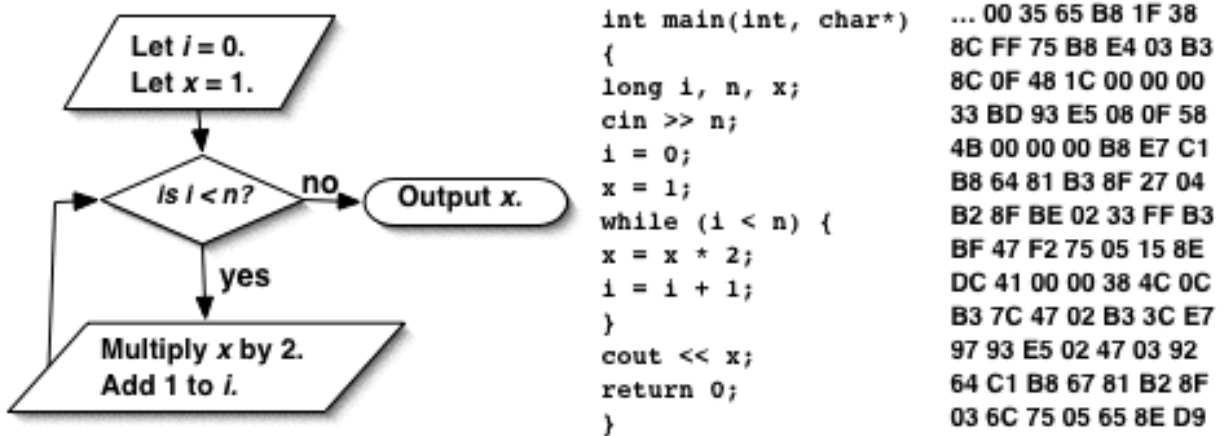 Let i = 0.
Let x = 1.
is i < n?
no
Output x.
yes
Multiply x by 2.
Add 1 to i.
int main(int, char*)
{
long i, n, x;
cin >> n;
i = 0;
x = 1;
while (i < n) {
x = x * 2;
i = i + 1;
}
cout << x;
return 0;
}
... 00 35 65 B8 1F 38
8C FF 75 B8 E4 03 B3
8C 0F 48 1C 00 00 00
33 BD 93 E5 08 0F 58
4B 00 00 00 B8 E7 C1
B8 64 81 B3 8F 27 04
B2 8F BE 02 33 FF B3
BF 47 F2 75 05 15 8E
DC 41 00 00 38 4C 0C
B3 7C 47 02 B3 3C E7
97 93 E5 02 47 03 92
64 C1 B8 67 81 B2 8F
03 6C 75 05 65 8E D9